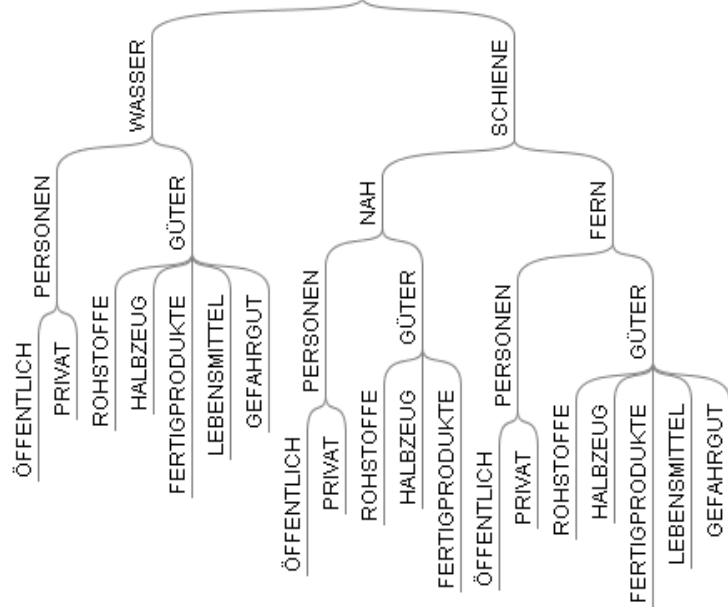 WASSER
SCHIENE
PERSONEN
GÜTER
NAH
FERN
ÖFFENTLICH
PRIVAT
ROHSTOFFE
HALBZEUG
FERTIGPRODUKTE
LEBENSMITTEL
GEFAHRGUT
PERSONEN
GÜTER
PERSONEN
GÜTER
ÖFFENTLICH
PRIVAT
ROHSTOFFE
HALBZEUG
FERTIGPRODUKTE
ÖFFENTLICH
PRIVAT
ROHSTOFFE
HALBZEUG
FERTIGPRODUKTE
LEBENSMITTEL
GEFAHRGUT